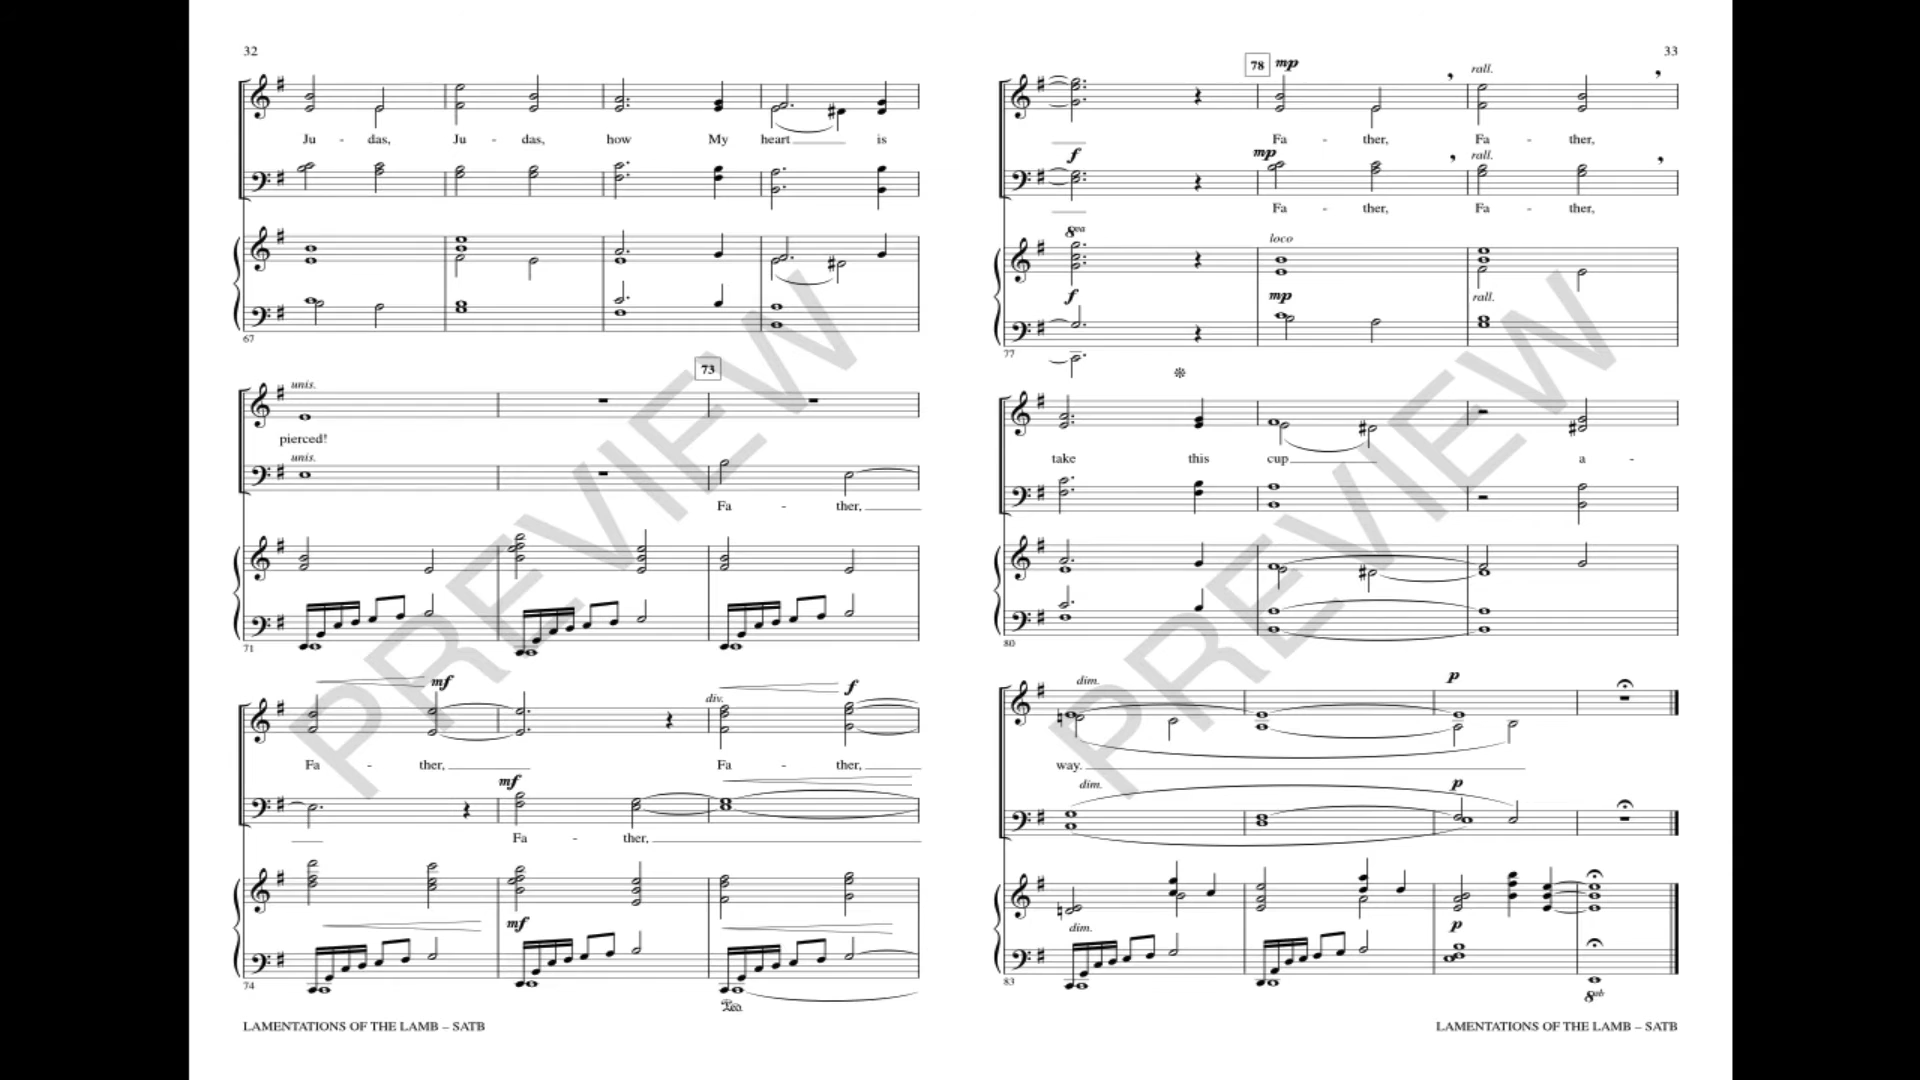 32
Ju - das, Ju - das, how My heart is
67
73
unis.
pierced!
unis.
Fa - ther,
71
mf
div.
f
Fa - ther, Fa - ther,
mf
Fa - ther,
mf
74
Ped.
LAMENTATIONS OF THE LAMB – SATB
33
78 mp rall.
Fa - ther, Fa - ther,
f mp rall.
Fa - ther, Fa - ther,
8va loco
f mp rall.
77
take this cup a -
80
dim. p
way.
dim. p
dim. p
83
8vb
LAMENTATIONS OF THE LAMB – SATB
PREVIEW
PREVIEW